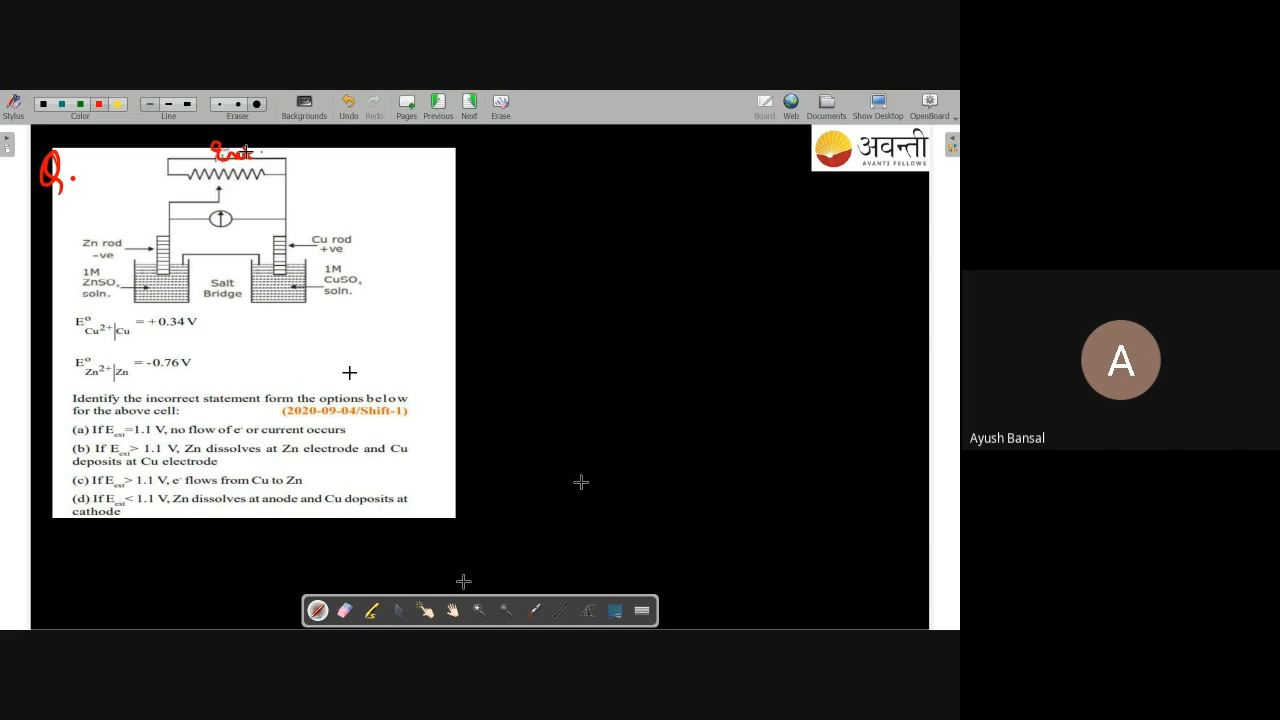 Stylus
Color
Line
Eraser
Backgrounds
Undo
Redo
Pages
Previous
Next
Erase
Board
Web
Documents
Show Desktop
OpenBoard
अवन्ती
AVANTI FELLOWS
Q.
Zn rod
–ve
Cu rod
+ve
1M
ZnSO₄
soln.
Salt
Bridge
1M
CuSO₄
soln.
E° Cu²⁺|Cu = +0.34 V
E° Zn²⁺|Zn = -0.76 V
Identify the incorrect statement form the options below
for the above cell: (2020-09-04/Shift-1)
(a) If Eₑₓₜ=1.1 V, no flow of e⁻ or current occurs
(b) If Eₑₓₜ> 1.1 V, Zn dissolves at Zn electrode and Cu
deposits at Cu electrode
(c) If Eₑₓₜ> 1.1 V, e⁻ flows from Cu to Zn
(d) If Eₑₓₜ< 1.1 V, Zn dissolves at anode and Cu doposits at
cathode
A
Ayush Bansal